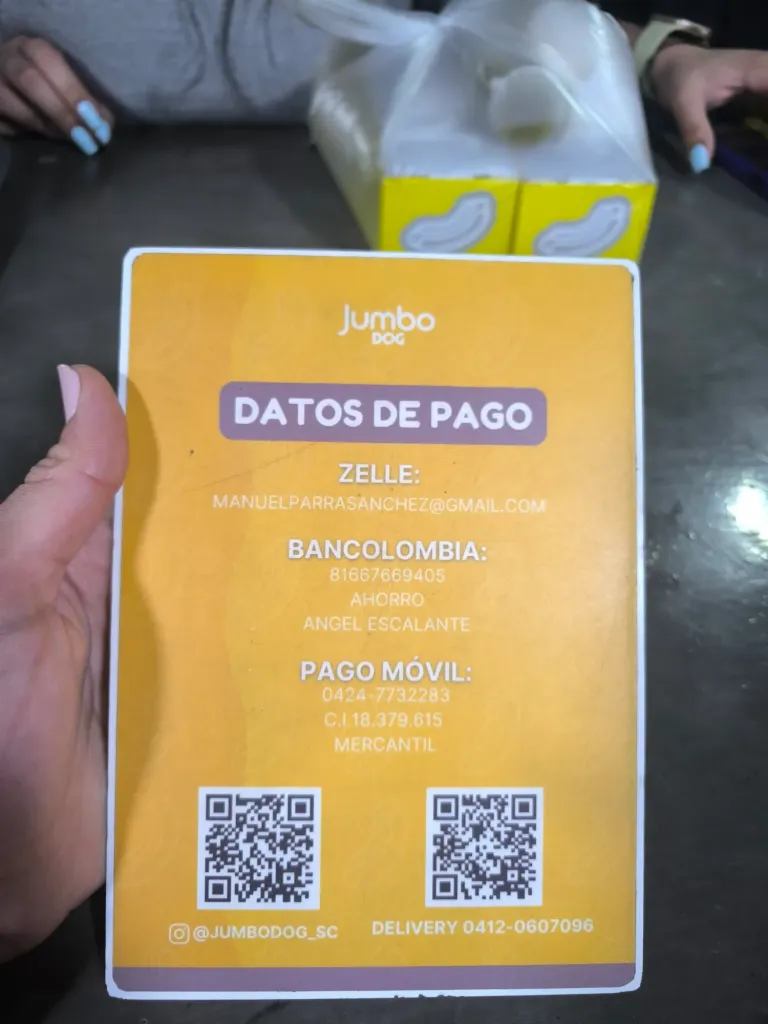 Jumbo
DOG
DATOS DE PAGO
ZELLE:
MANUELPARRASANCHEZ@GMAIL.COM
BANCOLOMBIA:
81667669405
AHORRO
ANGEL ESCALANTE
PAGO MÓVIL:
0424-7732283
C.I 18.379.615
MERCANTIL
@JUMBODOG_SC
DELIVERY 0412-0607096